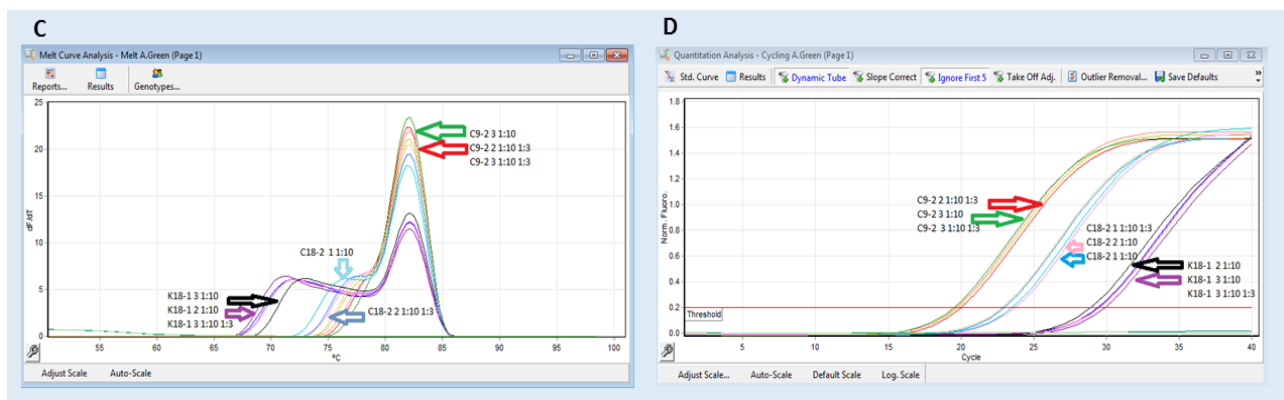 C
Melt Curve Analysis - Melt A.Green (Page 1)
Reports... Results Genotypes...
25
20
15
10
5
0
dF/dT
C9-2 3 1:10
C9-2 2 1:10 1:3
C9-2 3 1:10 1:3
C18-2 1 1:10
K18-1 3 1:10
K18-1 2 1:10
K18-1 3 1:10 1:3
C18-2 2 1:10 1:3
55 60 65 70 75 80 85 90 95 100
ºC
Adjust Scale Auto-Scale
D
Quantitation Analysis - Cycling A.Green (Page 1)
Std. Curve Results Dynamic Tube Slope Correct Ignore First 5 Take Off Adj. Outlier Removal... Save Defaults
1.8
1.6
1.4
1.2
1.0
0.8
0.6
0.4
0.2
0.0
Norm. Fluoro.
C9-2 2 1:10 1:3
C9-2 3 1:10
C9-2 3 1:10 1:3
C18-2 1 1:10 1:3
C18-2 2 1:10
C18-2 1 1:10
K18-1 2 1:10
K18-1 3 1:10
K18-1 3 1:10 1:3
Threshold
5 10 15 20 25 30 35 40
Cycle
Adjust Scale... Auto-Scale Default Scale Log. Scale